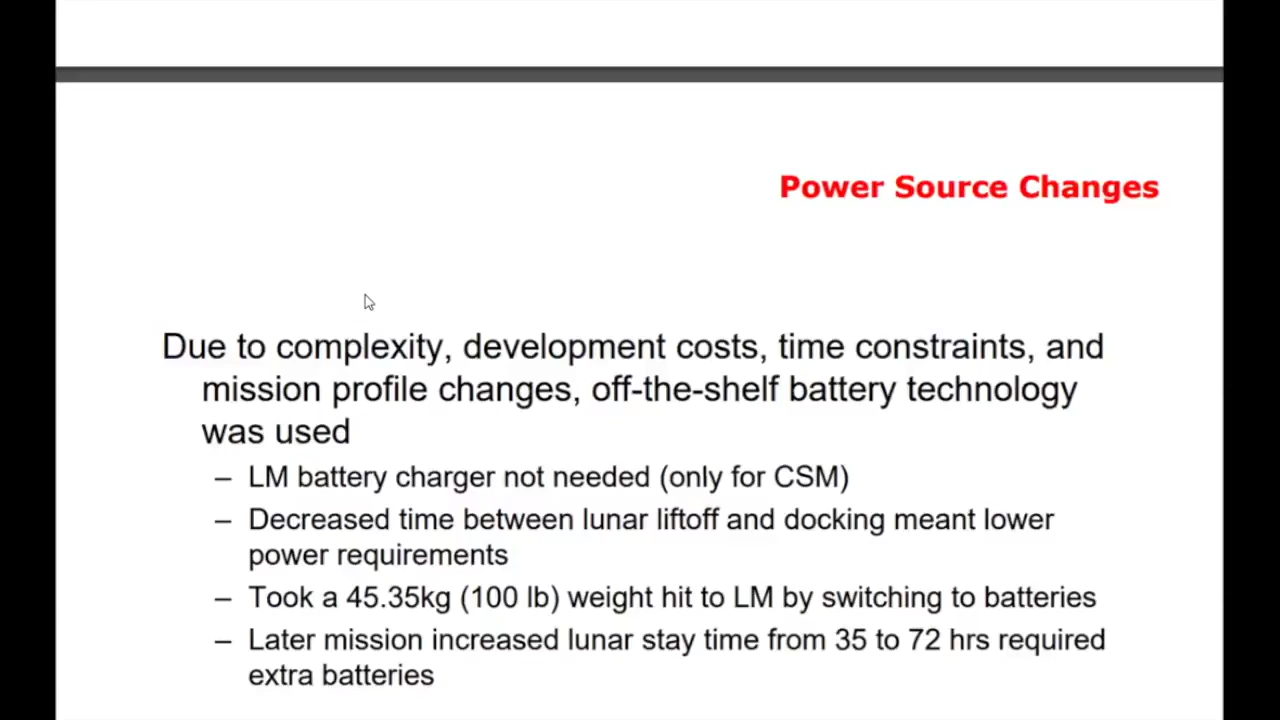 Power Source Changes
Due to complexity, development costs, time constraints, and
mission profile changes, off-the-shelf battery technology
was used
– LM battery charger not needed (only for CSM)
– Decreased time between lunar liftoff and docking meant lower
power requirements
– Took a 45.35kg (100 lb) weight hit to LM by switching to batteries
– Later mission increased lunar stay time from 35 to 72 hrs required
extra batteries